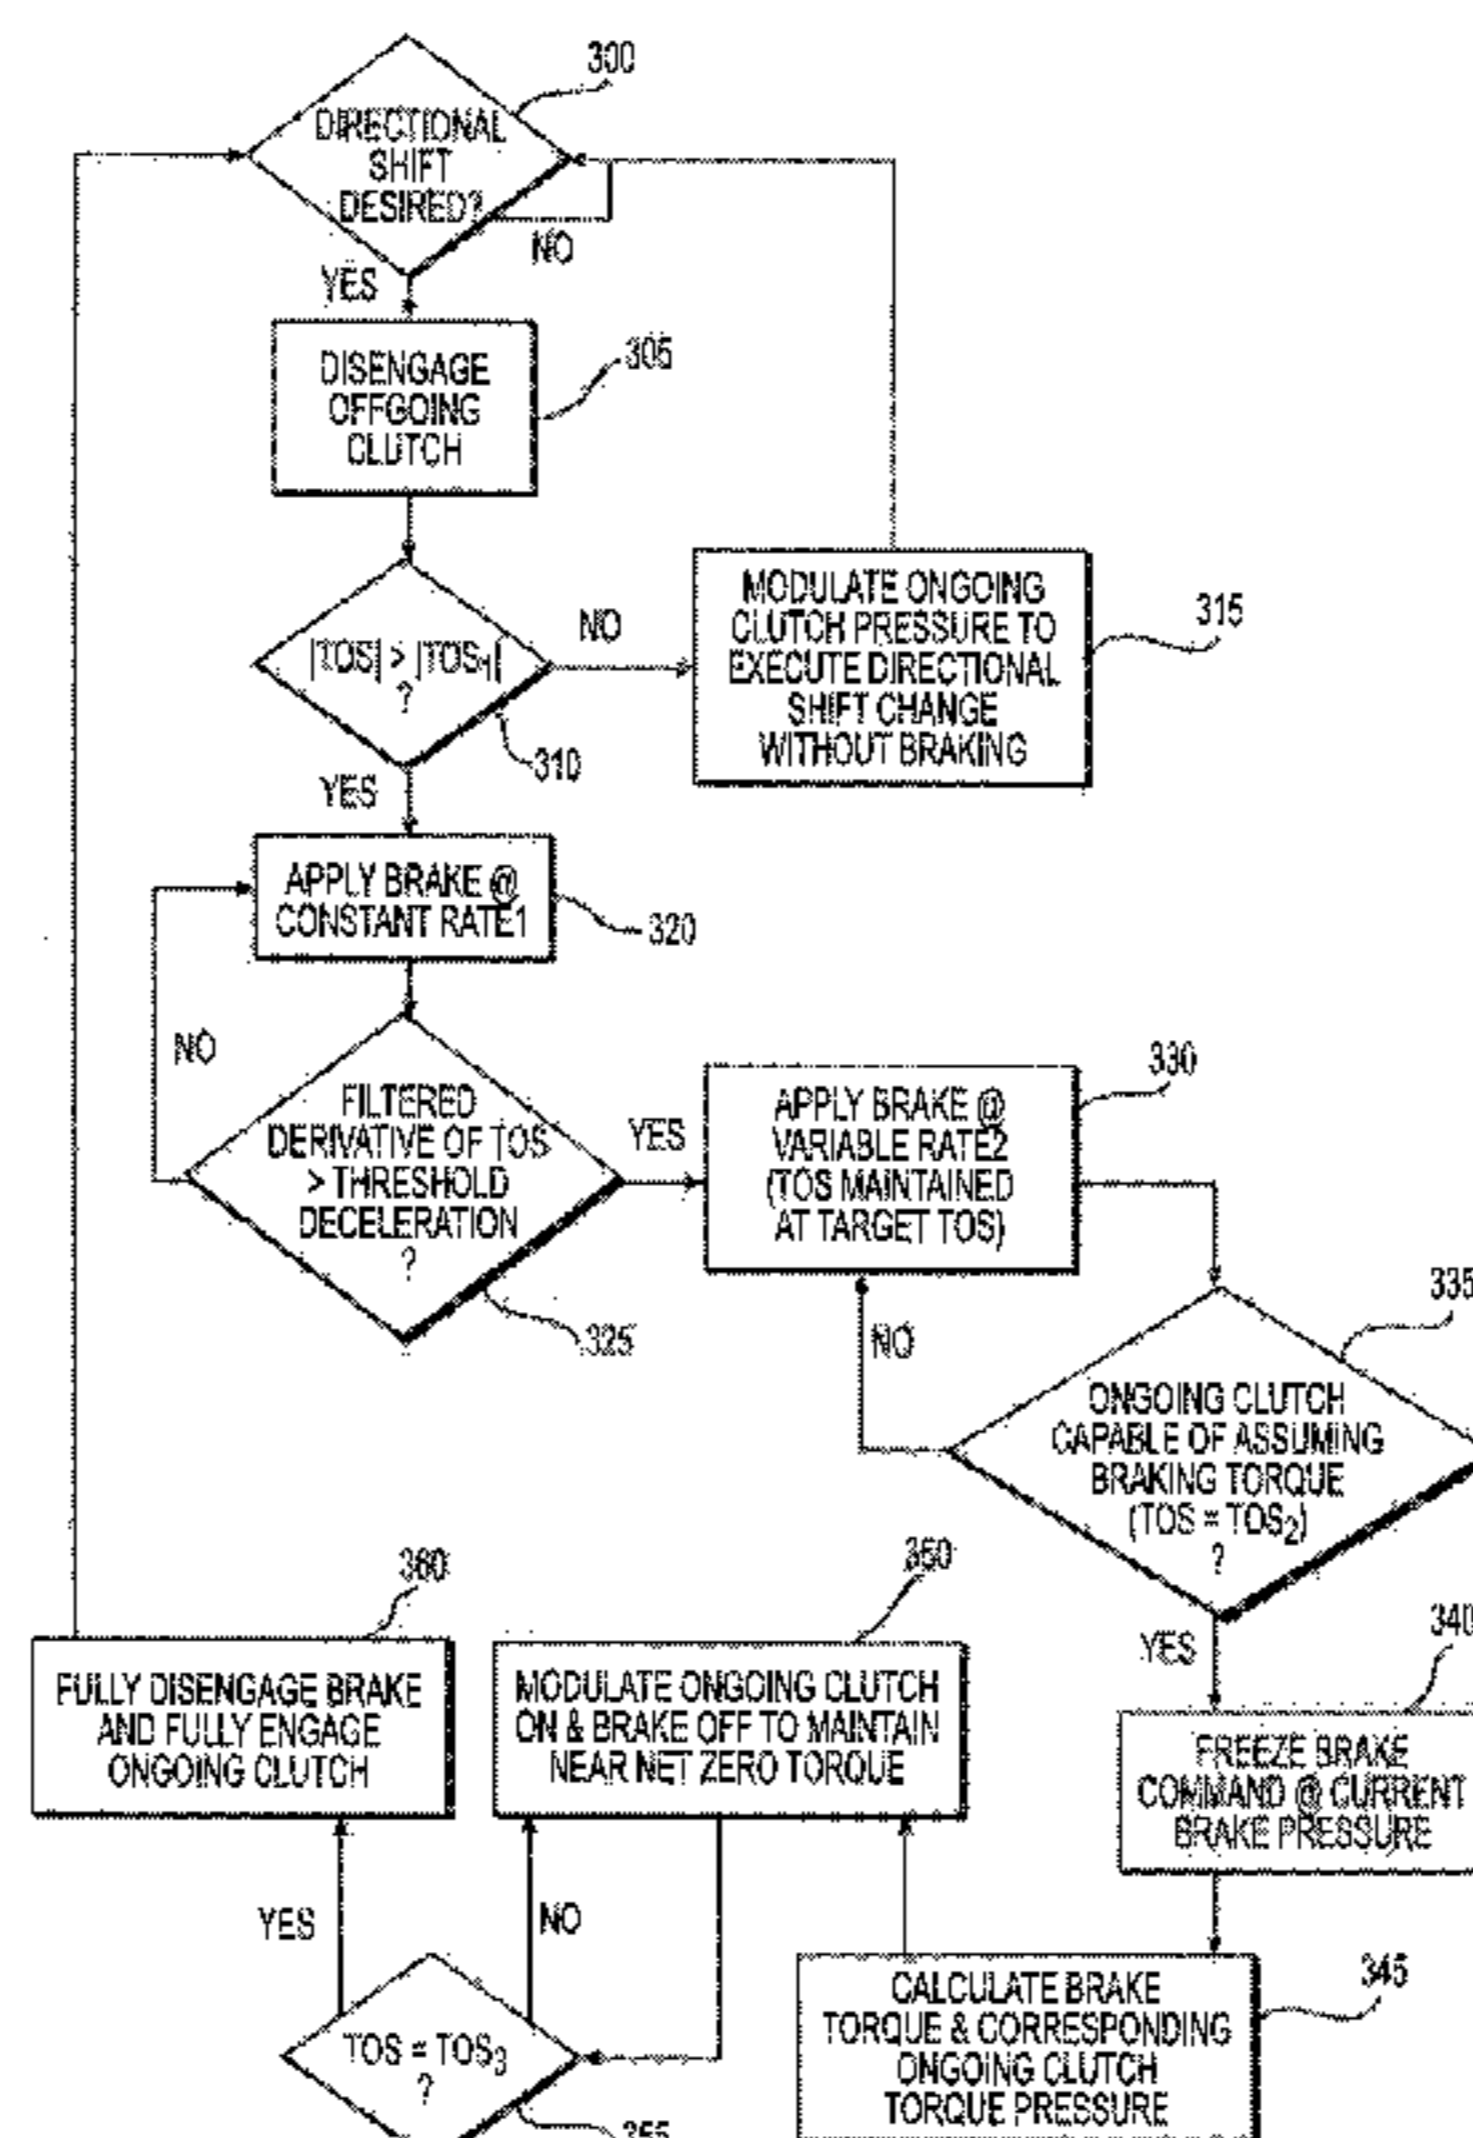 300
DIRECTIONAL
SHIFT
DESIRED?
NO
YES
DISENGAGE
OFFGOING
CLUTCH
305
|TOS| > |TOS1|
?
NO
310
YES
MODULATE ONGOING
CLUTCH PRESSURE TO
EXECUTE DIRECTIONAL
SHIFT CHANGE
WITHOUT BRAKING
315
APPLY BRAKE @
CONSTANT RATE1
320
NO
FILTERED
DERIVATIVE OF TOS
> THRESHOLD
DECELERATION
?
325
YES
APPLY BRAKE @
VARIABLE RATE2
(TOS MAINTAINED
AT TARGET TOS)
330
NO
335
ONGOING CLUTCH
CAPABLE OF ASSUMING
BRAKING TORQUE
(TOS = TOS2)
?
YES
340
FREEZE BRAKE
COMMAND @ CURRENT
BRAKE PRESSURE
360
FULLY DISENGAGE BRAKE
AND FULLY ENGAGE
ONGOING CLUTCH
350
MODULATE ONGOING CLUTCH
ON & BRAKE OFF TO MAINTAIN
NEAR NET ZERO TORQUE
YES
NO
TOS = TOS3
?
355
CALCULATE BRAKE
TORQUE & CORRESPONDING
ONGOING CLUTCH
TORQUE PRESSURE
345